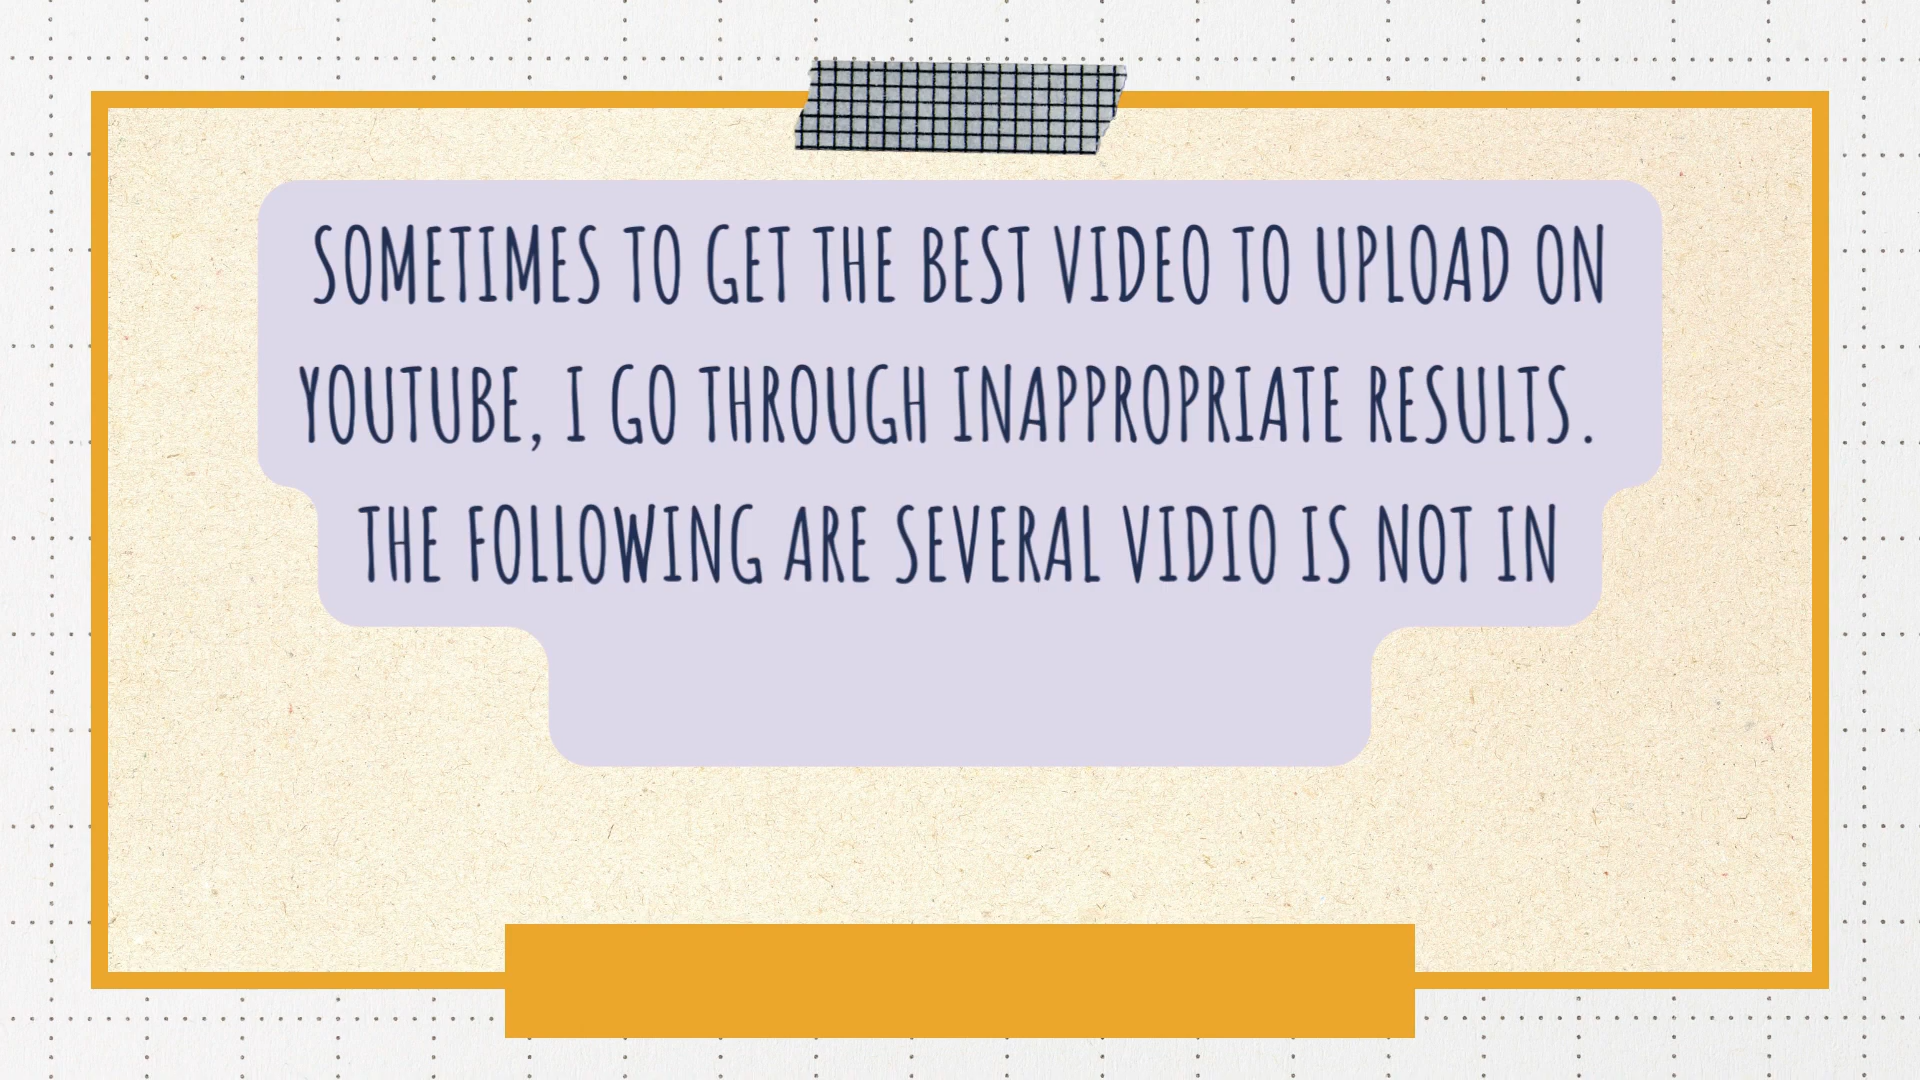 SOMETIMES TO GET THE BEST VIDEO TO UPLOAD ON
YOUTUBE, I GO THROUGH INAPPROPRIATE RESULTS.
THE FOLLOWING ARE SEVERAL VIDIO IS NOT IN